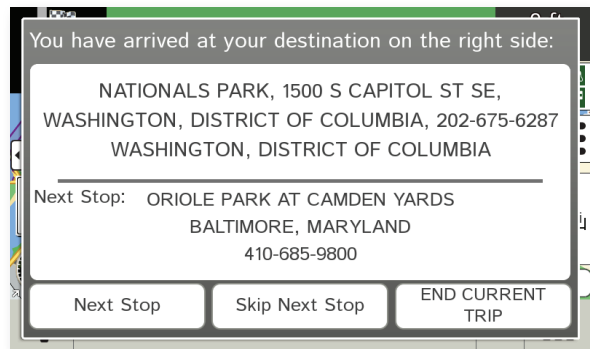 You have arrived at your destination on the right side:
NATIONALS PARK, 1500 S CAPITOL ST SE,
WASHINGTON, DISTRICT OF COLUMBIA, 202-675-6287
WASHINGTON, DISTRICT OF COLUMBIA
Next Stop: ORIOLE PARK AT CAMDEN YARDS
BALTIMORE, MARYLAND
410-685-9800
Next Stop
Skip Next Stop
END CURRENT
TRIP